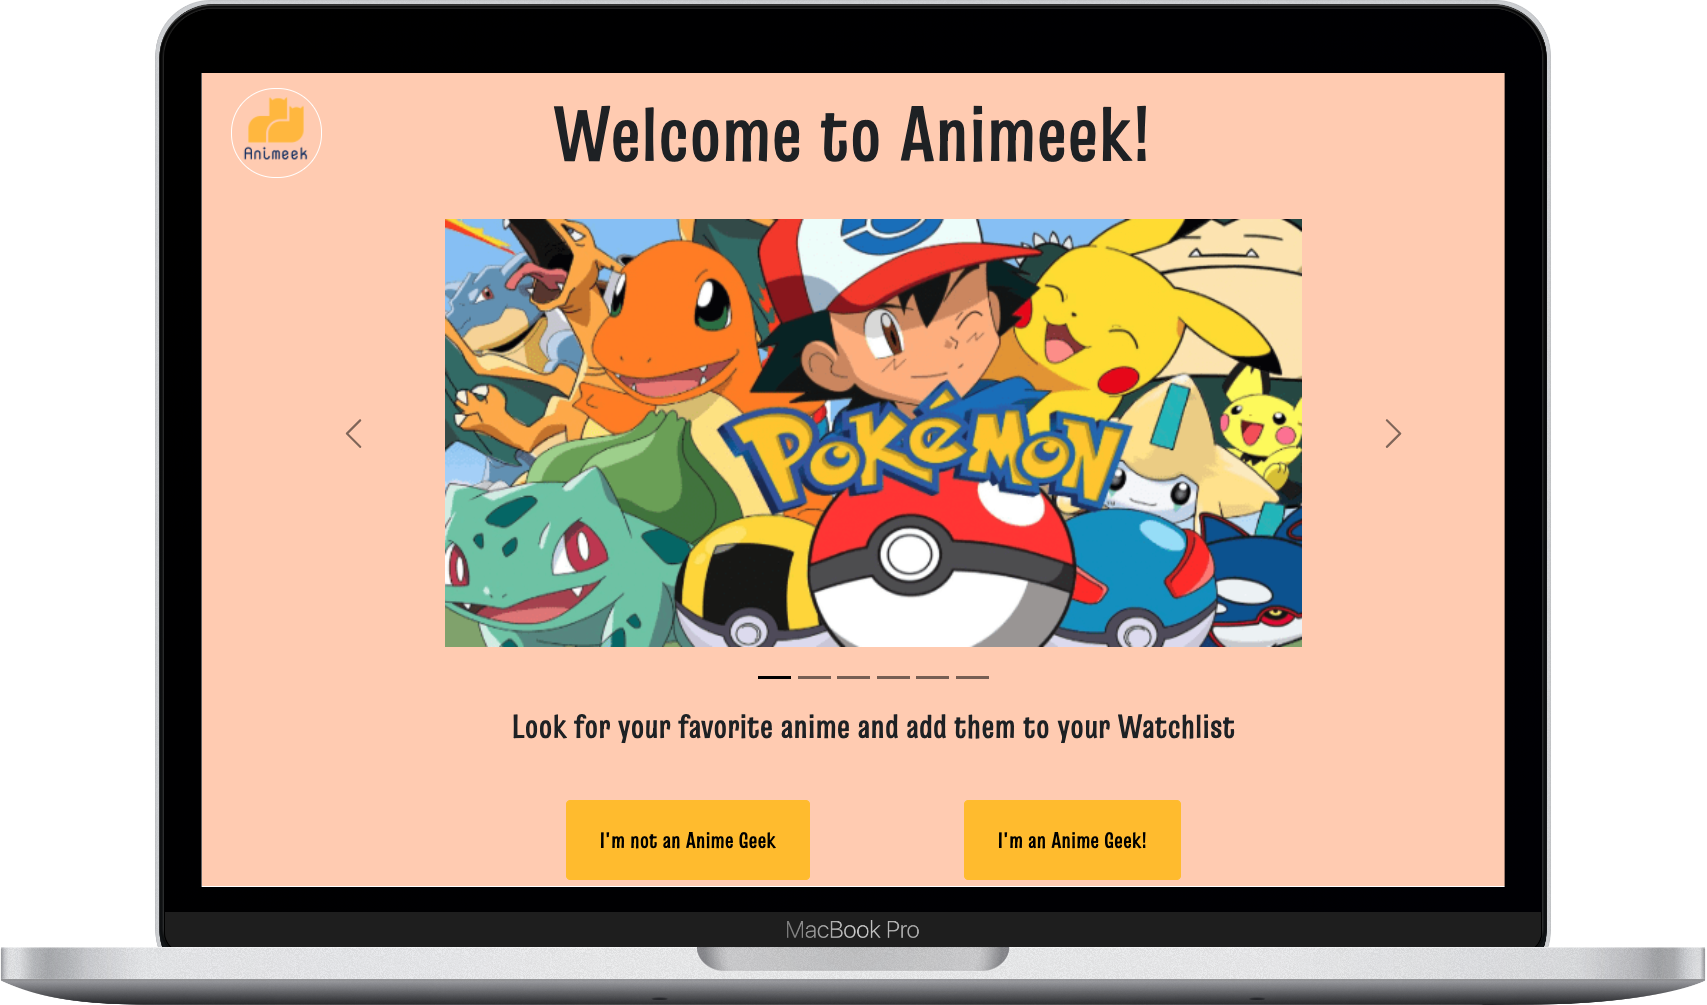 Animeek
Welcome to Animeek!
POKéMON
Look for your favorite anime and add them to your Watchlist
I'm not an Anime Geek
I'm an Anime Geek!
MacBook Pro